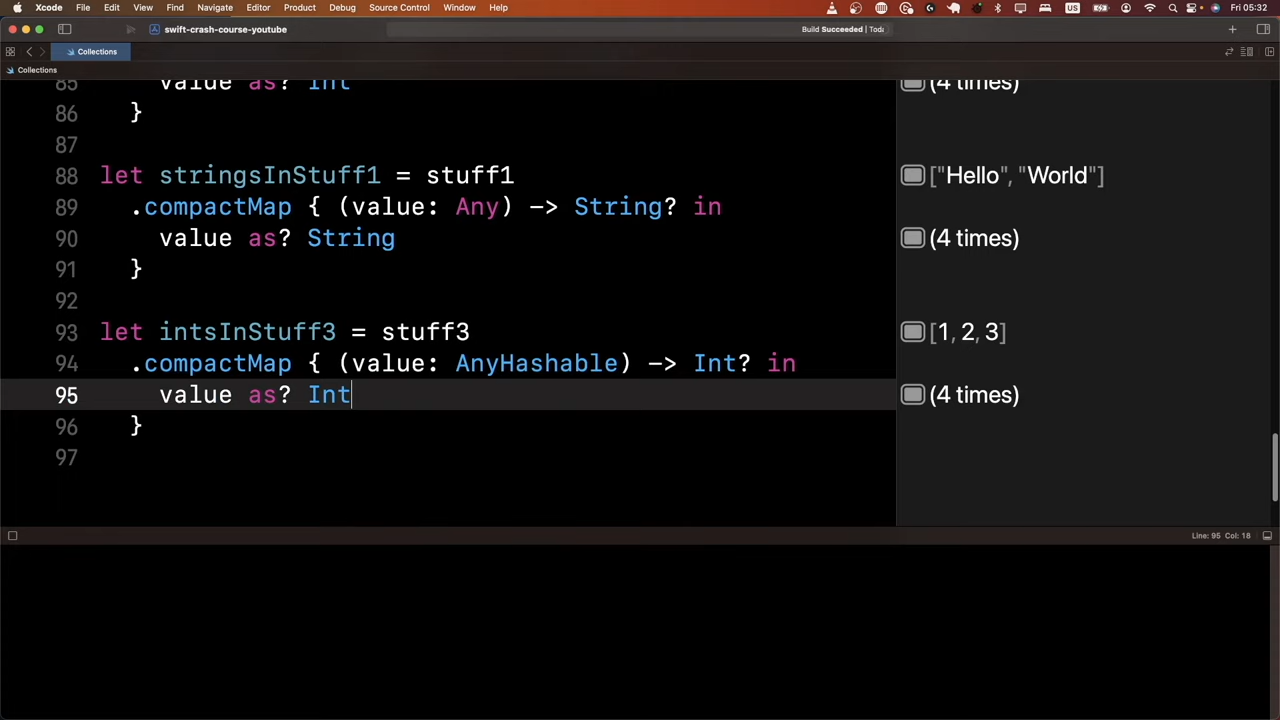 Xcode File Edit View Find Navigate Editor Product Debug Source Control Window Help Fri 05:32
swift-crash-course-youtube Build Succeeded | Toda
Collections
Collections
85 value as? Int (4 times)
86 }
87
88 let stringsInStuff1 = stuff1 ["Hello", "World"]
89 .compactMap { (value: Any) -> String? in
90 value as? String (4 times)
91 }
92
93 let intsInStuff3 = stuff3 [1, 2, 3]
94 .compactMap { (value: AnyHashable) -> Int? in
95 value as? Int (4 times)
96 }
97
Line: 95 Col: 18